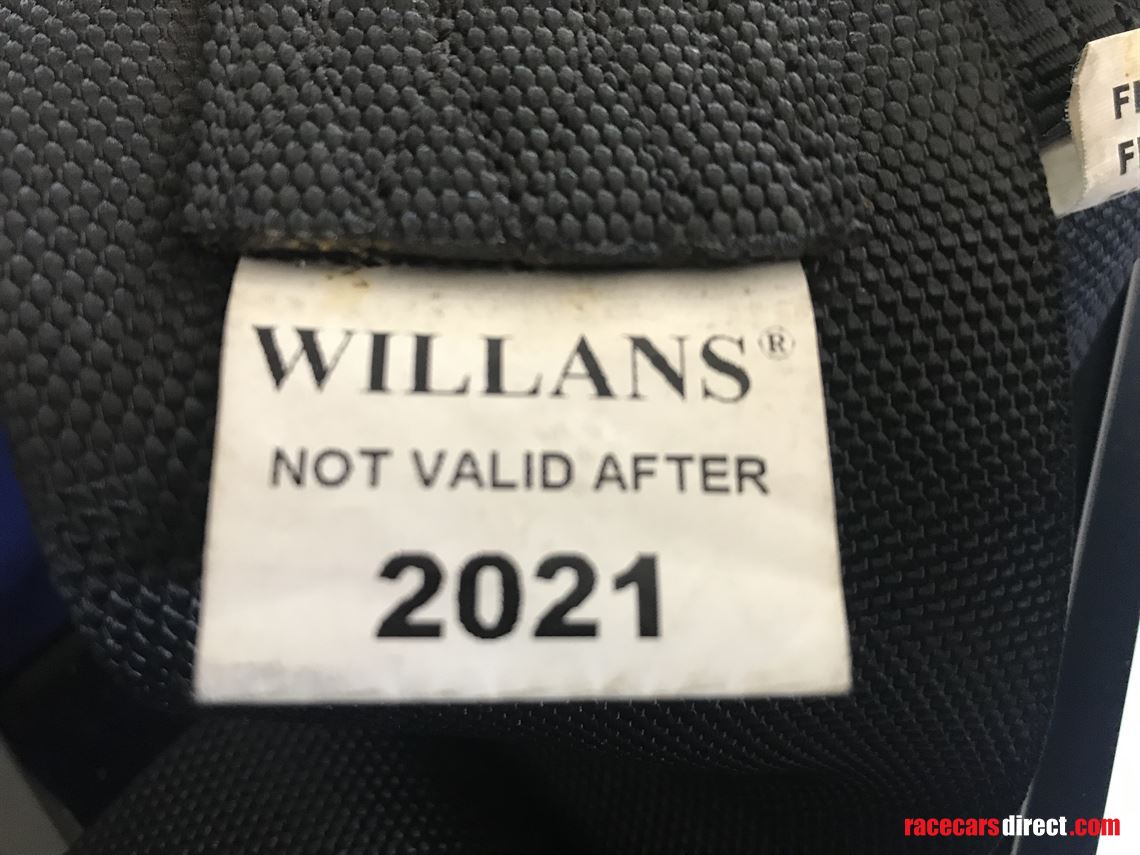 WILLANS®
NOT VALID AFTER
2021
racecarsdirect.com